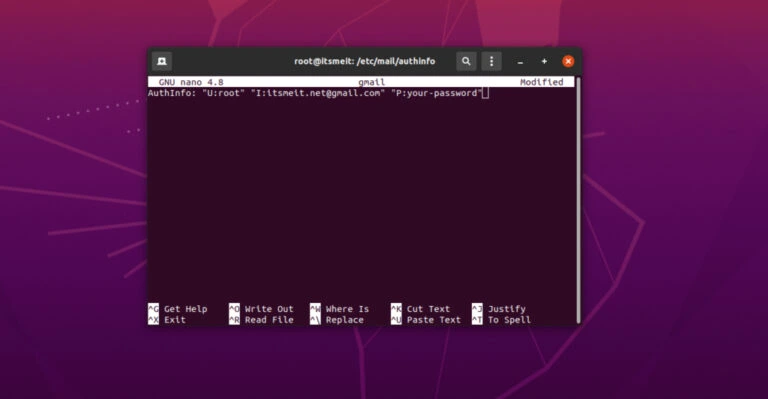 root@itsmeit: /etc/mail/authinfo
GNU nano 4.8 gmail Modified
AuthInfo: "U:root" "I:itsmeit.net@gmail.com" "P:your-password"
^G Get Help ^O Write Out ^W Where Is ^K Cut Text ^J Justify
^X Exit ^R Read File ^\ Replace ^U Paste Text ^T To Spell